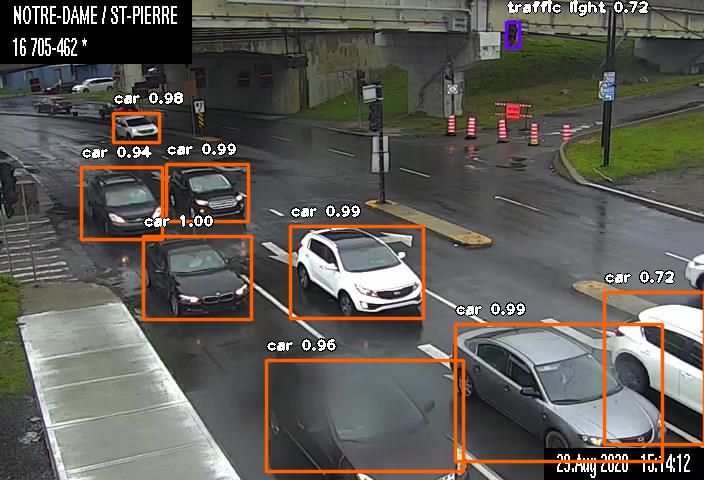 NOTRE-DAME / ST-PIERRE
16 705-462 *
traffic light 0.72
car 0.98
car 0.94
car 0.99
car 1.00
car 0.99
car 0.72
car 0.99
car 0.96
29.Aug 2020 15:14:12